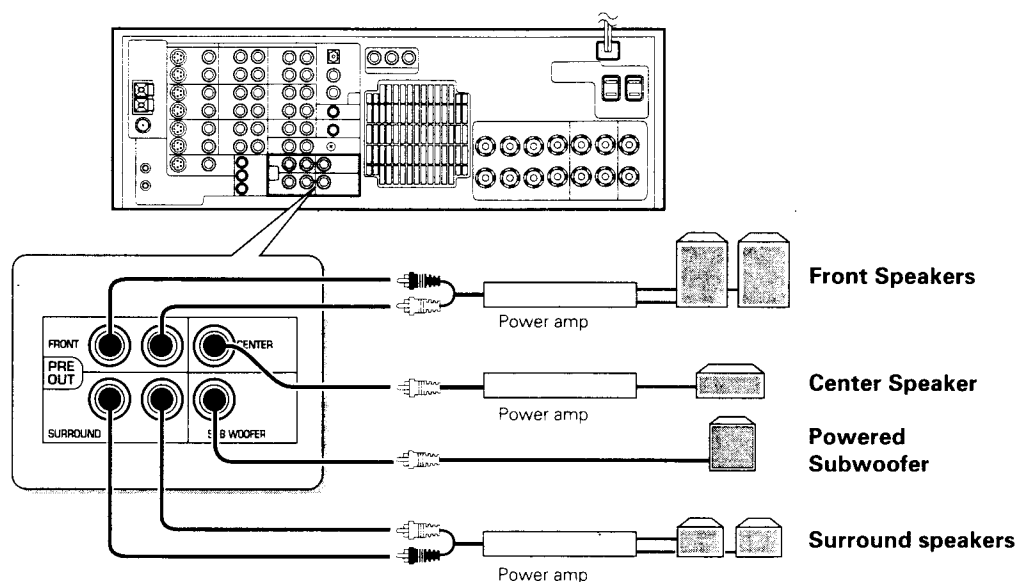 Front Speakers
Power amp
FRONT
CENTER
PRE
OUT
Center Speaker
Power amp
SURROUND
SUB WOOFER
Powered
Subwoofer
Surround speakers
Power amp